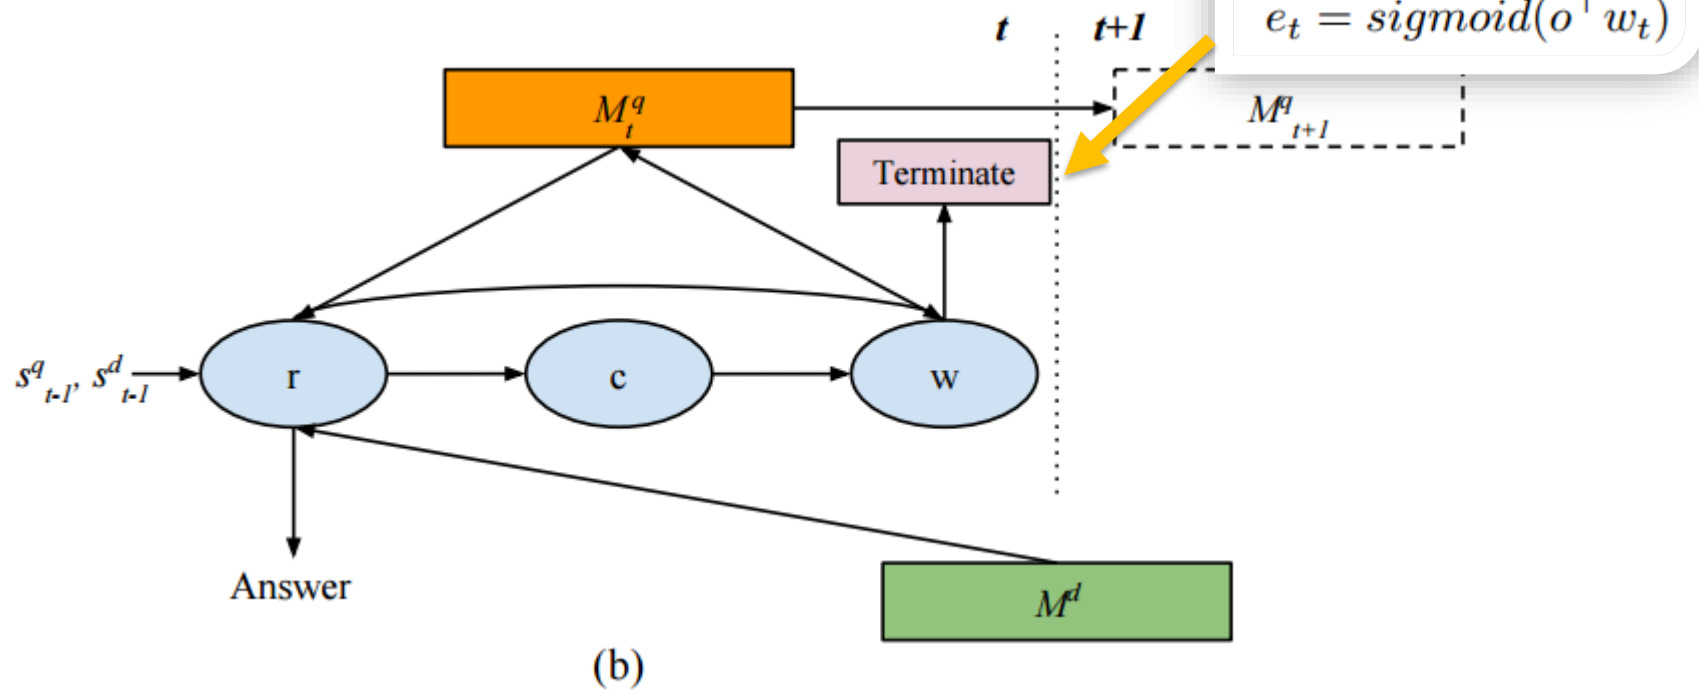 t t+1
e_t = sigmoid(o^⊤ w_t)
M^q_t
M^q_{t+1}
Terminate
s^q_{t-1}, s^d_{t-1}
r
c
w
Answer
M^d
(b)